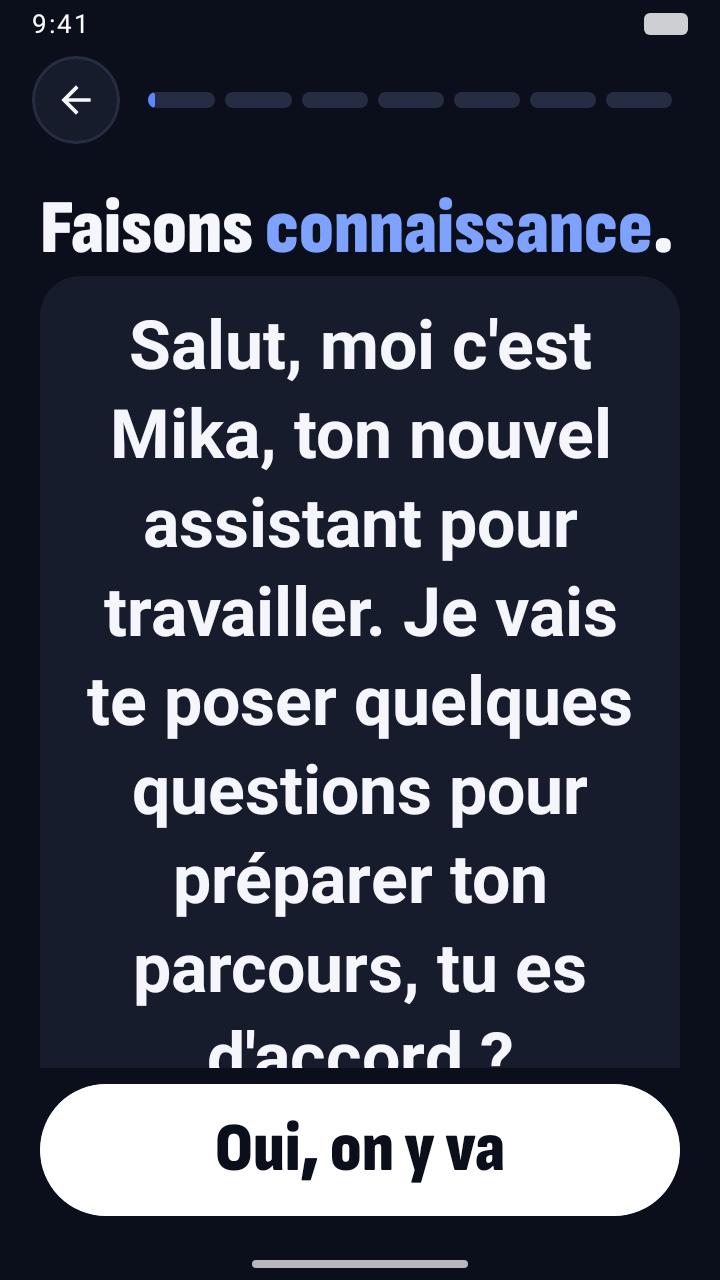 9:41
Faisons connaissance.
Salut, moi c'est
Mika, ton nouvel
assistant pour
travailler. Je vais
te poser quelques
questions pour
préparer ton
parcours, tu es
d'accord ?
Oui, on y va